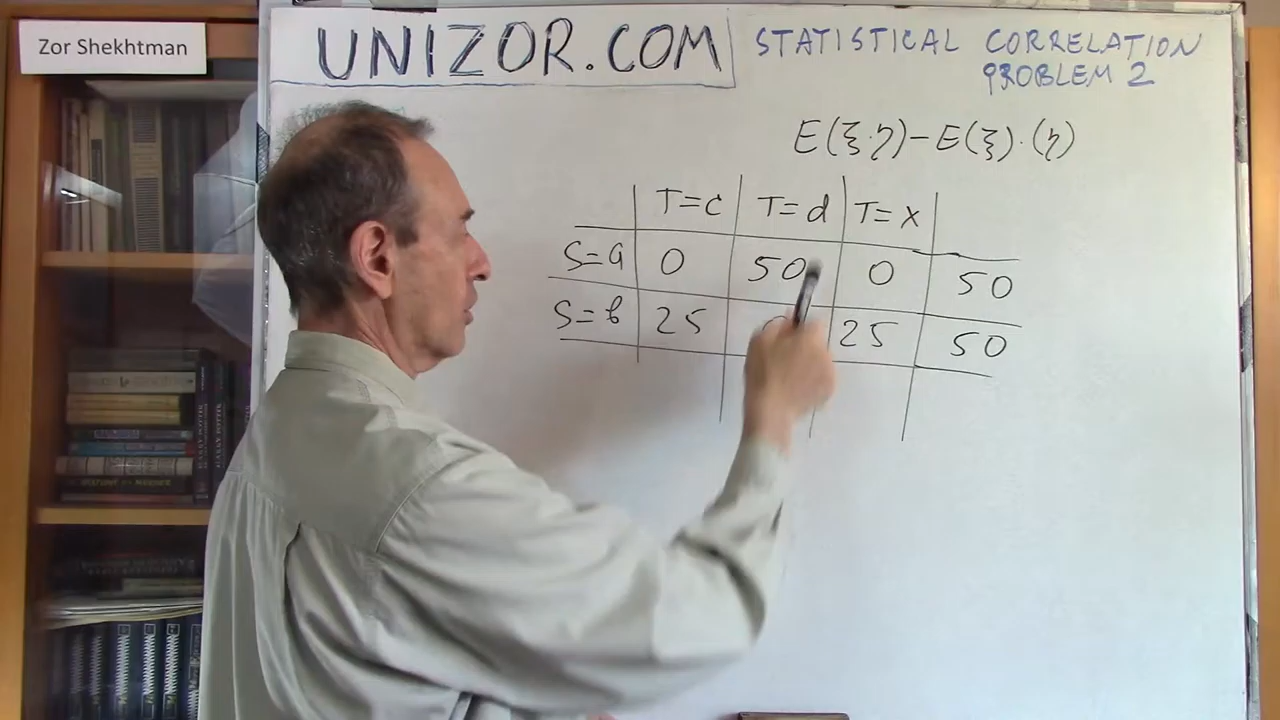 Zor Shekhtman
UNIZOR.COM
STATISTICAL CORRELATION
PROBLEM 2
E(ξ·η)-E(ξ)·(η)
T=c T=d T=x
S=a 0 50 0 50
S=b 25 25 50